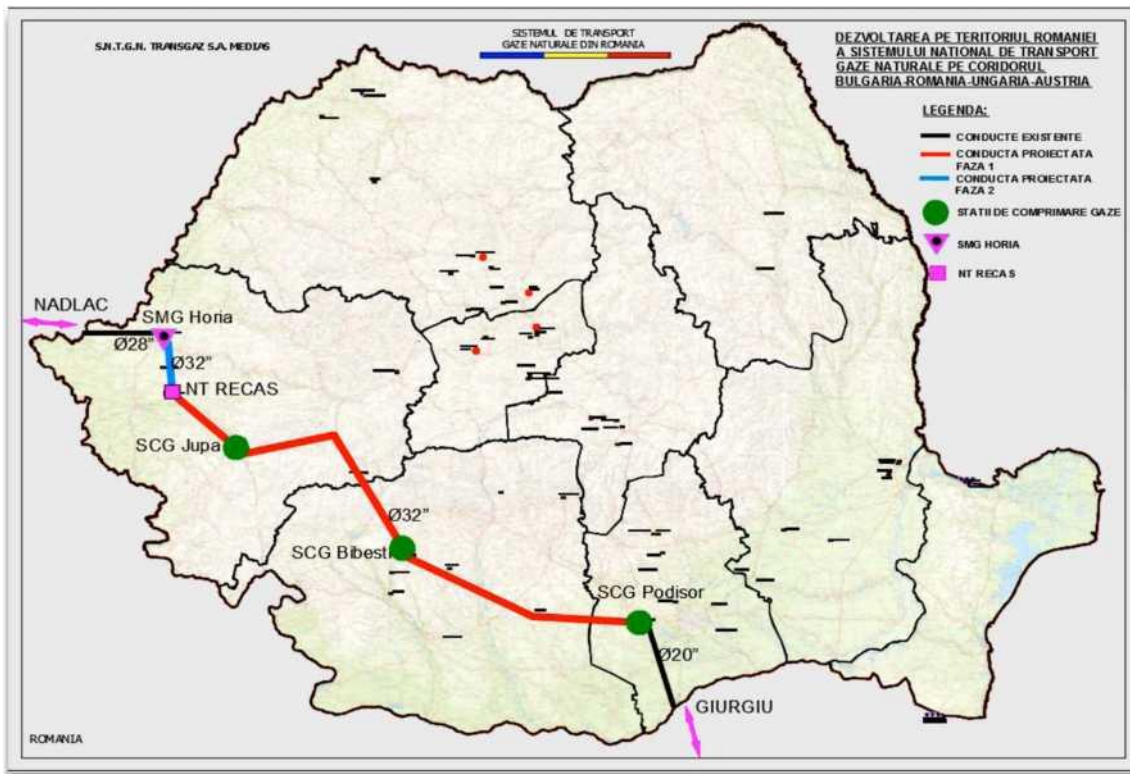 S.N.T.G.N. TRANSGAZ S.A. MEDIAS
SISTEMUL DE TRANSPORT
GAZE NATURALE DIN ROMANIA
DEZVOLTAREA PE TERITORIUL ROMANIEI
A SISTEMULUI NATIONAL DE TRANSPORT
GAZE NATURALE PE CORIDORUL
BULGARIA-ROMANIA-UNGARIA-AUSTRIA
LEGENDA:
CONDUCTE EXISTENTE
CONDUCTA PROIECTATA
FAZA 1
CONDUCTA PROIECTATA
FAZA 2
STATII DE COMPRIMARE GAZE
SMG HORIA
NT RECAS
NADLAC
SMG Horia
Ø28"
Ø32"
NT RECAS
SCG Jupa
Ø32"
SCG Bibesti
SCG Podisor
Ø20"
GIURGIU
ROMANIA